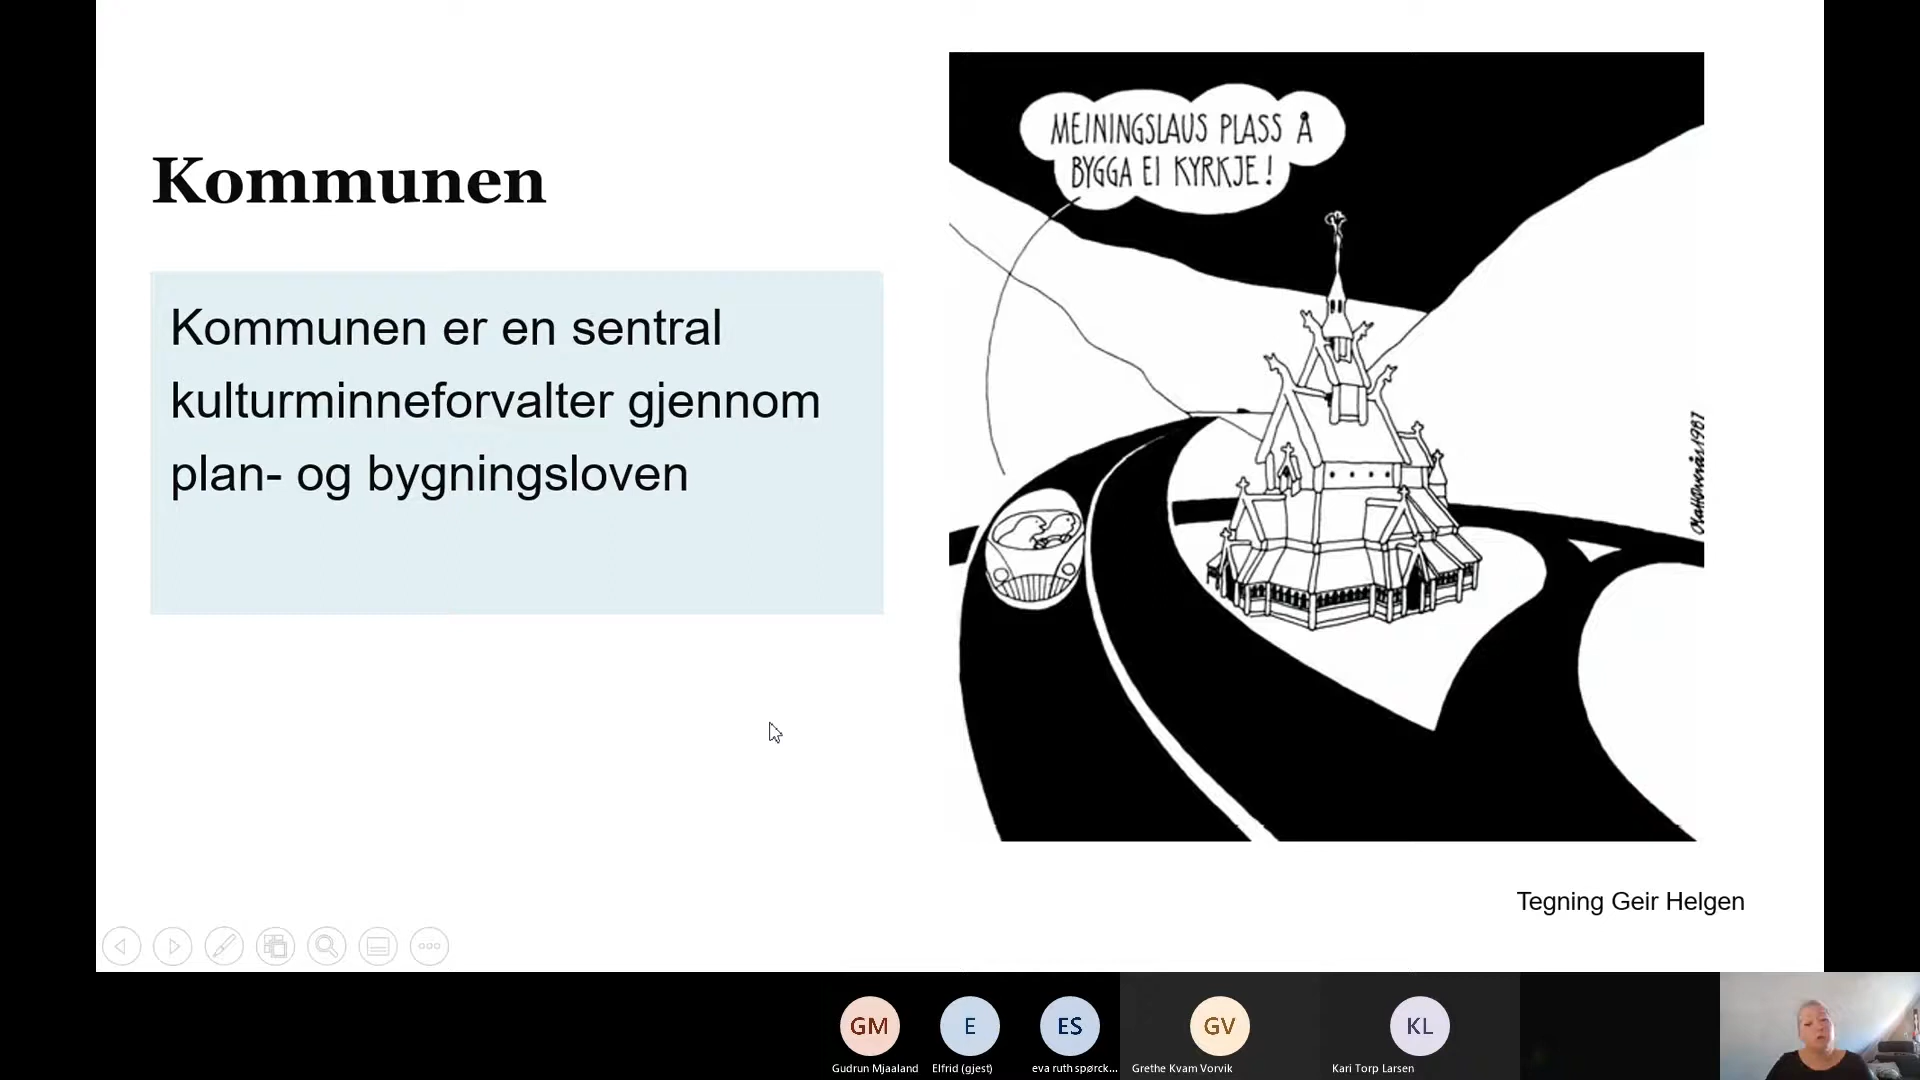 Kommunen
Kommunen er en sentral
kulturminneforvalter gjennom
plan- og bygningsloven
MEININGSLAUS PLASS Å
BYGGA EI KYRKJE!
1987
Tegning Geir Helgen
GM
E
ES
GV
KL
Gudrun Mjaaland
Elfrid (gjest)
eva ruth spørck...
Grethe Kvam Vorvik
Kari Torp Larsen